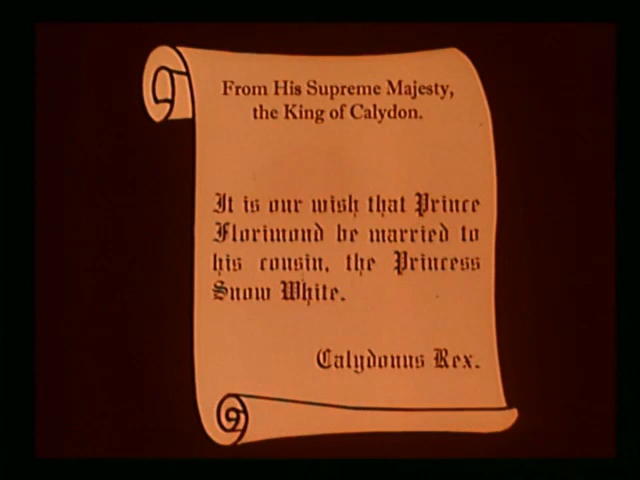 From His Supreme Majesty,
the King of Calydon.
It is our wish that Prince
Florimond be married to
his cousin, the Princess
Snow White.
Calydonus Rex.